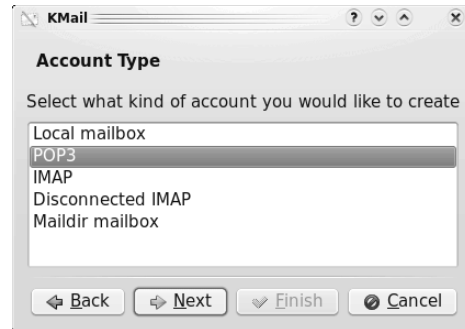 KMail
Account Type
Select what kind of account you would like to create
Local mailbox
POP3
IMAP
Disconnected IMAP
Maildir mailbox
Back Next Finish Cancel